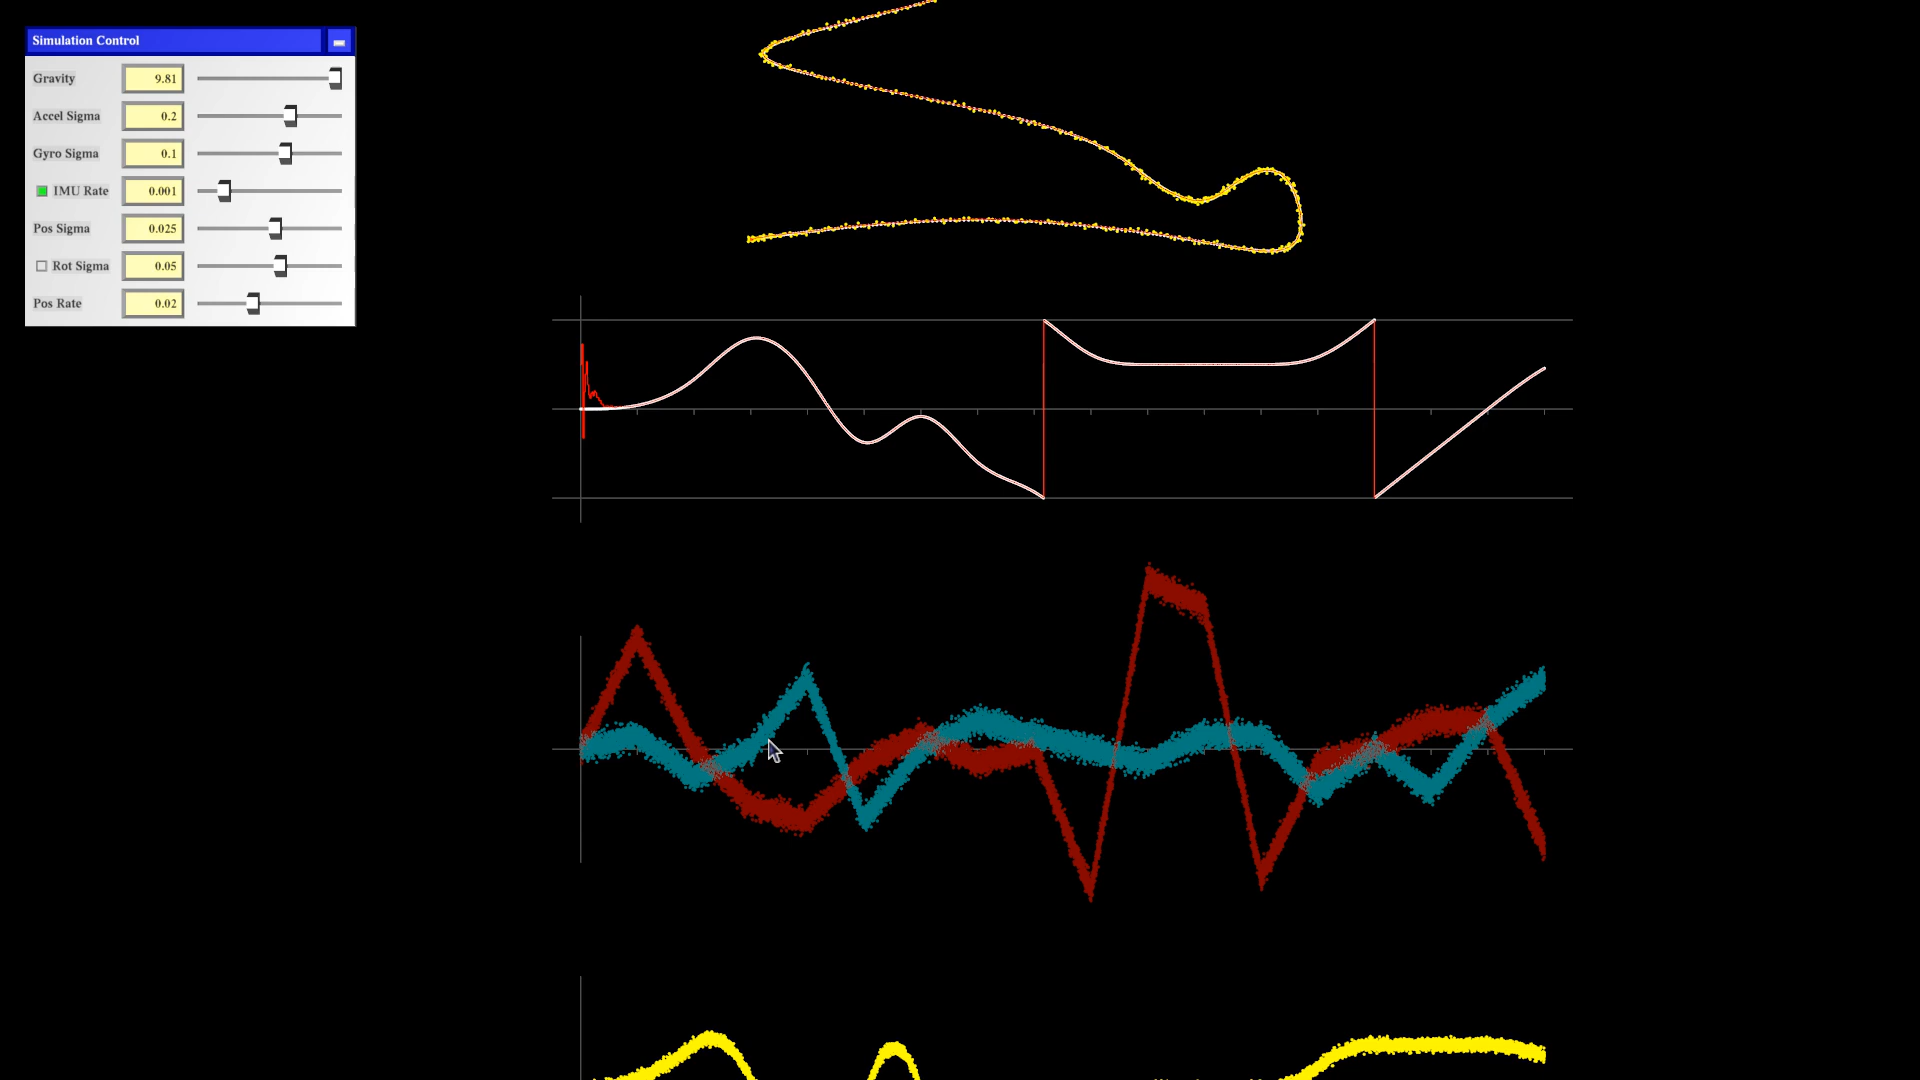 Simulation Control
Gravity 9.81
Accel Sigma 0.2
Gyro Sigma 0.1
IMU Rate 0.001
Pos Sigma 0.025
Rot Sigma 0.05
Pos Rate 0.02